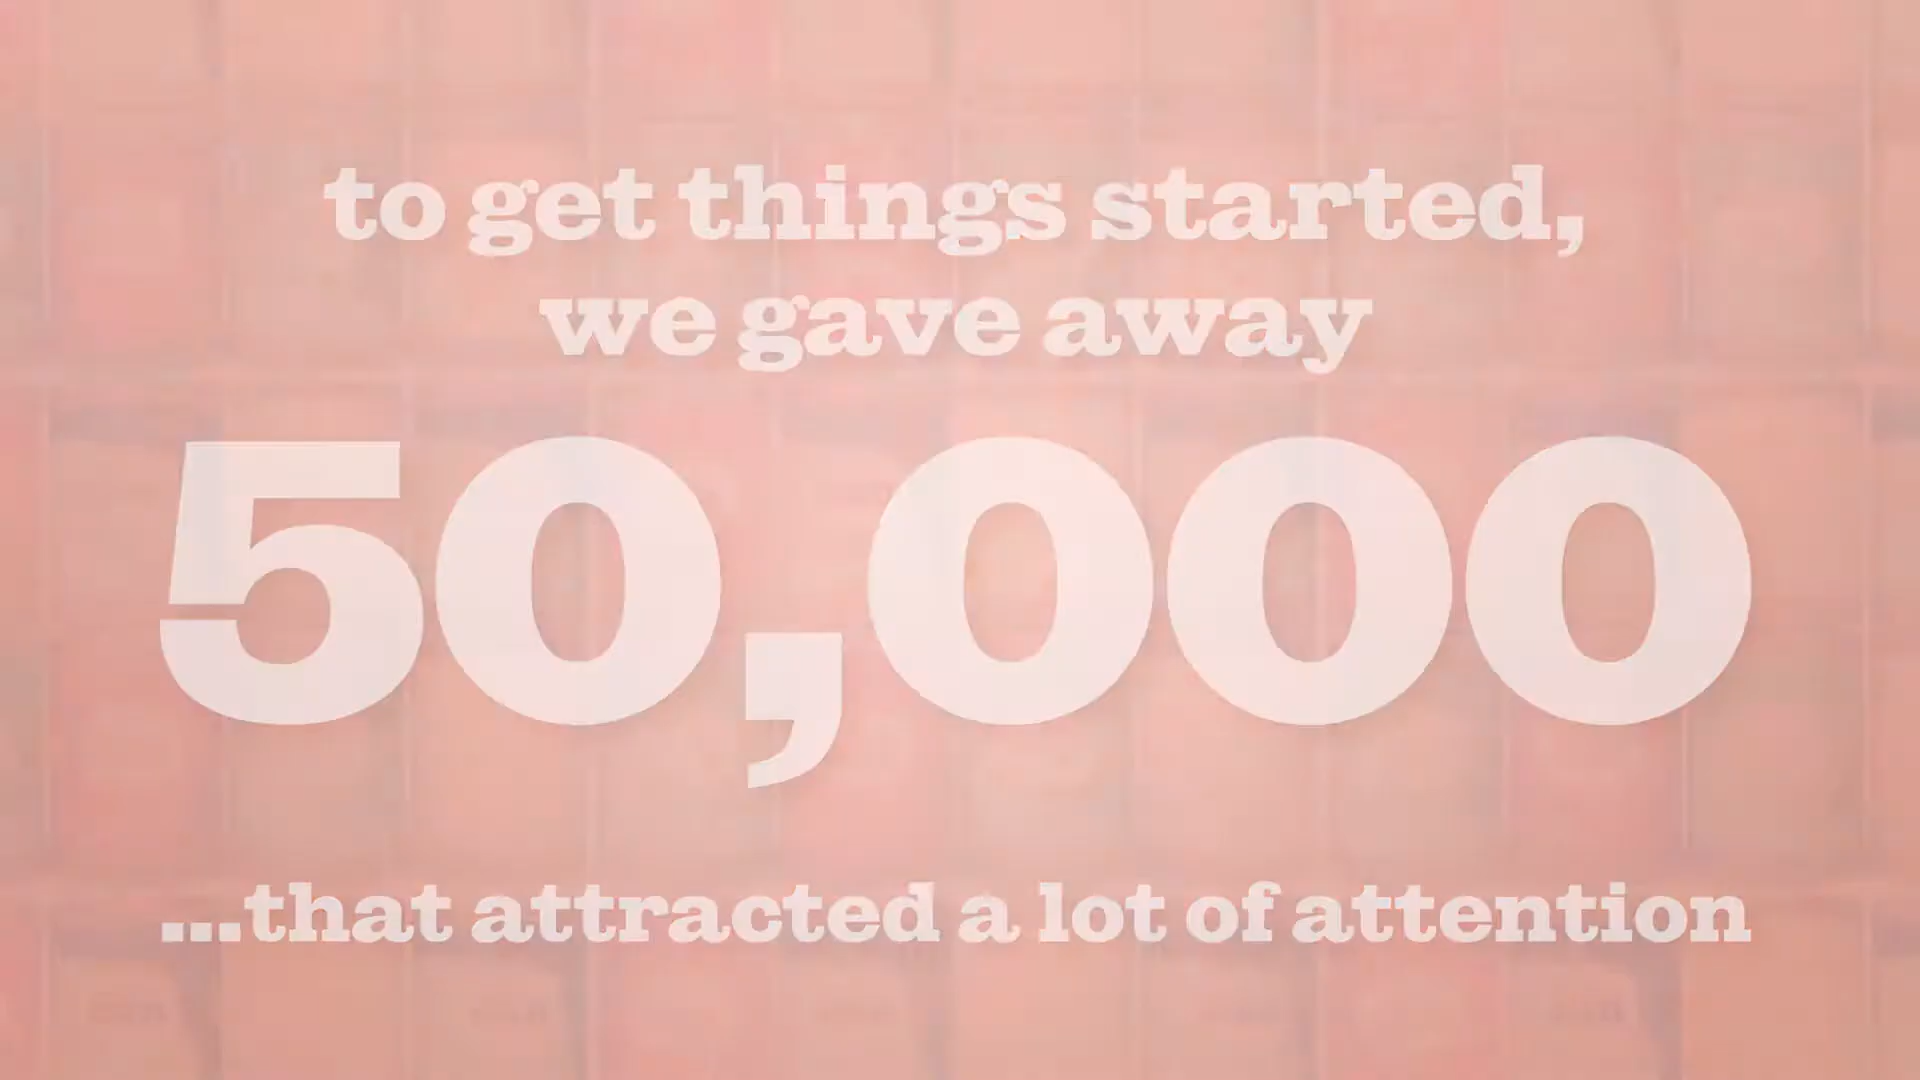 to get things started,
we gave away
50,000
...that attracted a lot of attention